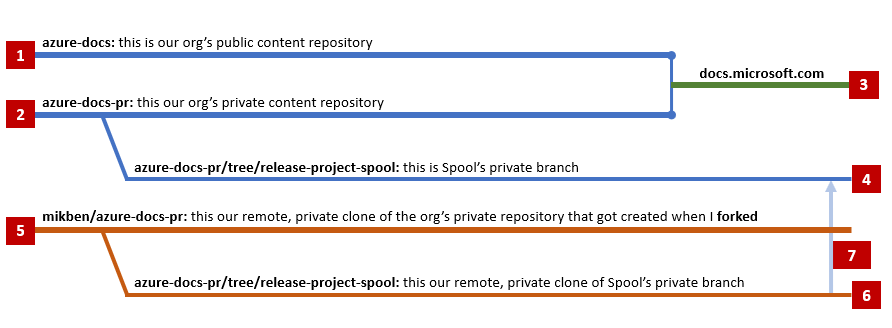 azure-docs: this is our org's public content repository
1
docs.microsoft.com
3
azure-docs-pr: this our org's private content repository
2
azure-docs-pr/tree/release-project-spool: this is Spool's private branch
4
mikben/azure-docs-pr: this our remote, private clone of the org's private repository that got created when I forked
5
7
azure-docs-pr/tree/release-project-spool: this our remote, private clone of Spool's private branch
6